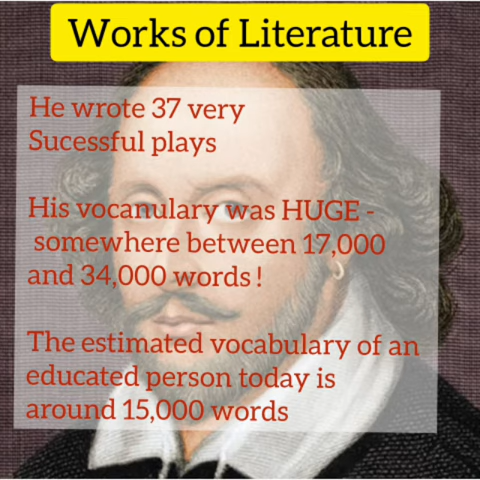 Works of Literature
He wrote 37 very
Sucessful plays
His vocanulary was HUGE -
somewhere between 17,000
and 34,000 words !
The estimated vocabulary of an
educated person today is
around 15,000 words